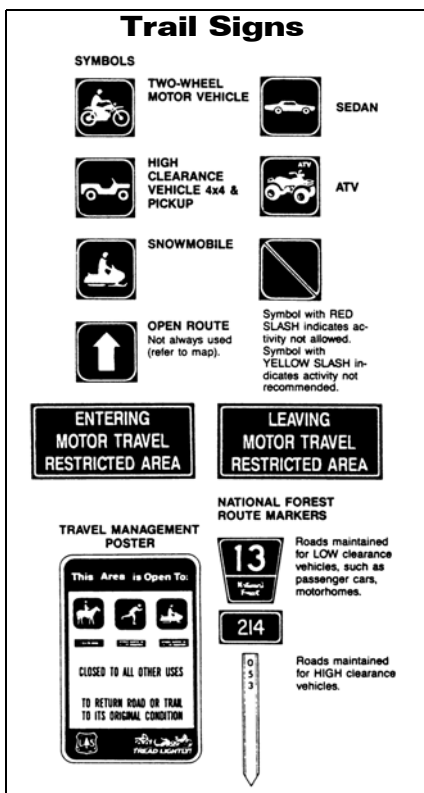 Trail Signs
SYMBOLS
TWO-WHEEL
MOTOR VEHICLE
SEDAN
HIGH
CLEARANCE
VEHICLE 4x4 &
PICKUP
ATV
ATV
SNOWMOBILE
Symbol with RED
SLASH indicates ac-
tivity not allowed.
Symbol with
YELLOW SLASH in-
dicates activity not
recommended.
OPEN ROUTE
Not always used
(refer to map).
ENTERING
MOTOR TRAVEL
RESTRICTED AREA
LEAVING
MOTOR TRAVEL
RESTRICTED AREA
TRAVEL MANAGEMENT
POSTER
This Area is Open To:
CLOSED TO ALL OTHER USES
TO RETURN ROAD OR TRAIL
TO ITS ORIGINAL CONDITION
U S
TREAD LIGHTLY!
NATIONAL FOREST
ROUTE MARKERS
13
National
Forest
Roads maintained
for LOW clearance
vehicles, such as
passenger cars,
motorhomes.
214
0
5
3
Roads maintained
for HIGH clearance
vehicles.